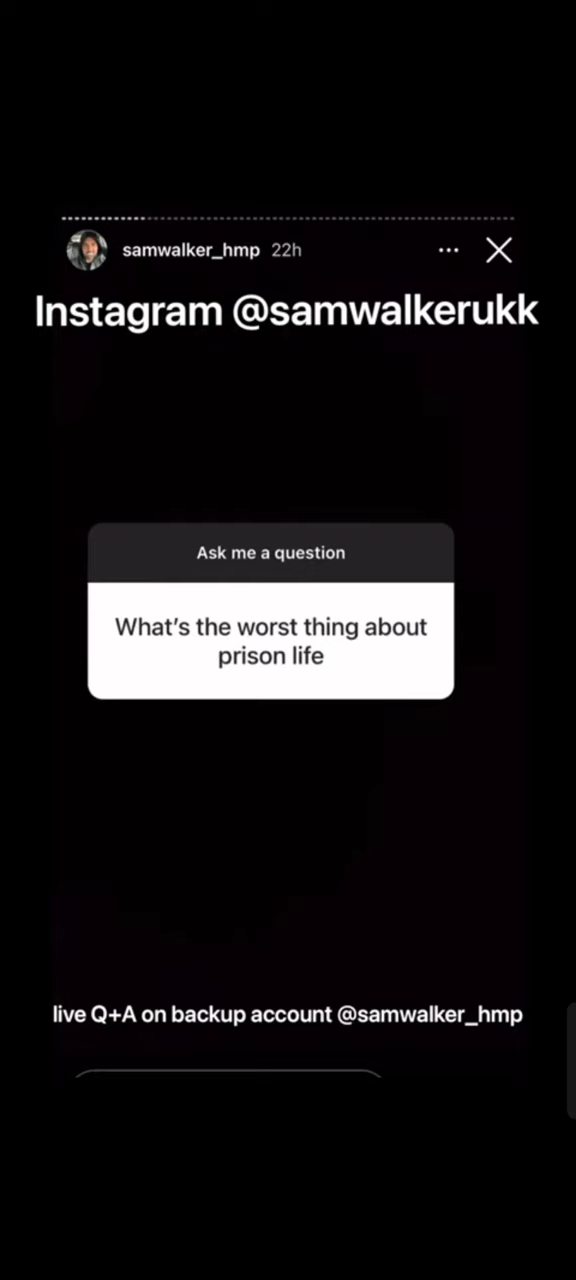 samwalker_hmp 22h
Instagram @samwalkerukk
Ask me a question
What's the worst thing about
prison life
live Q+A on backup account @samwalker_hmp